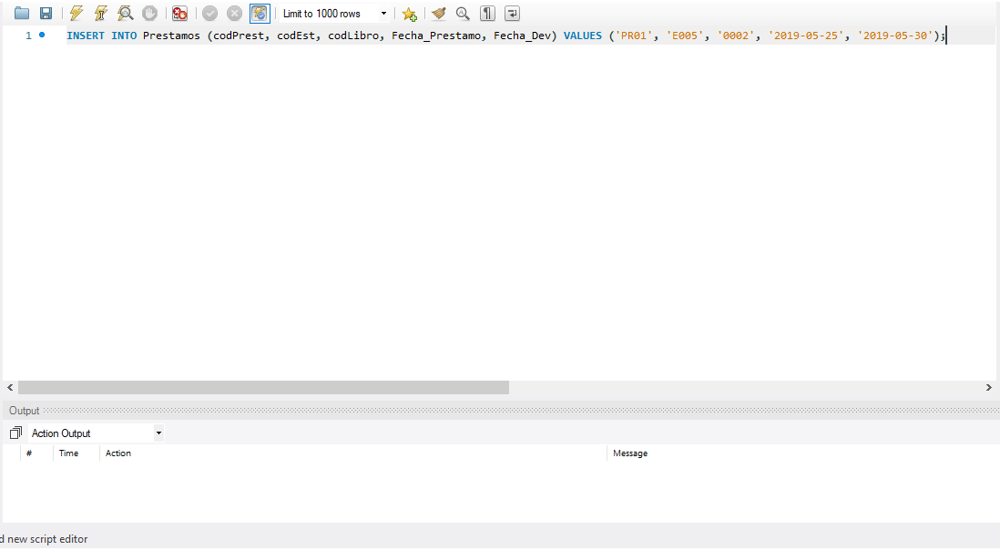 Limit to 1000 rows
1 INSERT INTO Prestamos (codPrest, codEst, codLibro, Fecha_Prestamo, Fecha_Dev) VALUES ('PR01', 'E005', '0002', '2019-05-25', '2019-05-30');
Output
Action Output
# Time Action Message
d new script editor